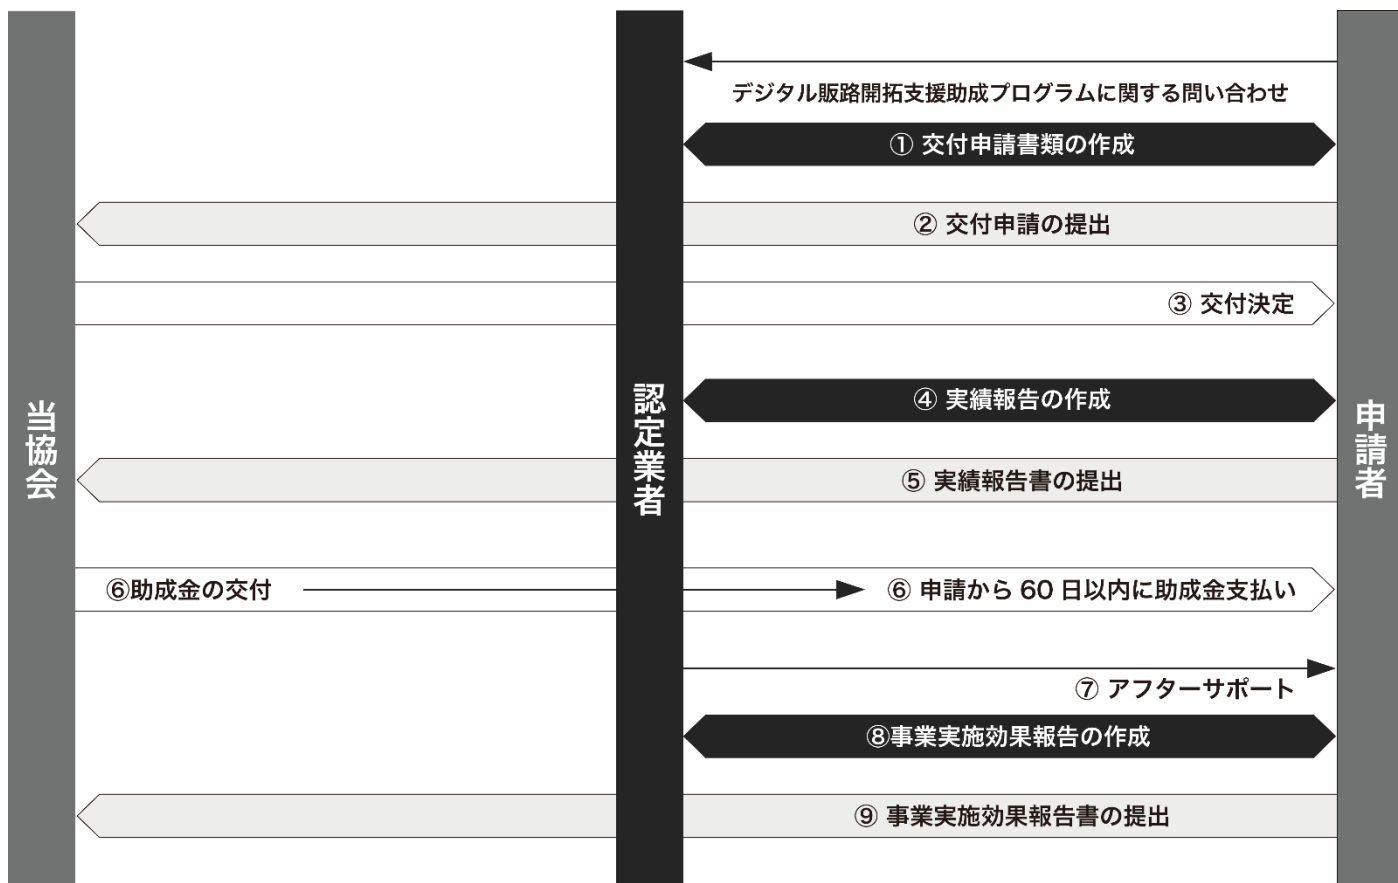 デジタル販路開拓支援助成プログラムに関する問い合わせ
① 交付申請書類の作成
② 交付申請の提出
③ 交付決定
④ 実績報告の作成
当協会
認定業者
申請者
⑤ 実績報告書の提出
⑥助成金の交付
⑥ 申請から 60 日以内に助成金支払い
⑦ アフターサポート
⑧事業実施効果報告の作成
⑨ 事業実施効果報告書の提出